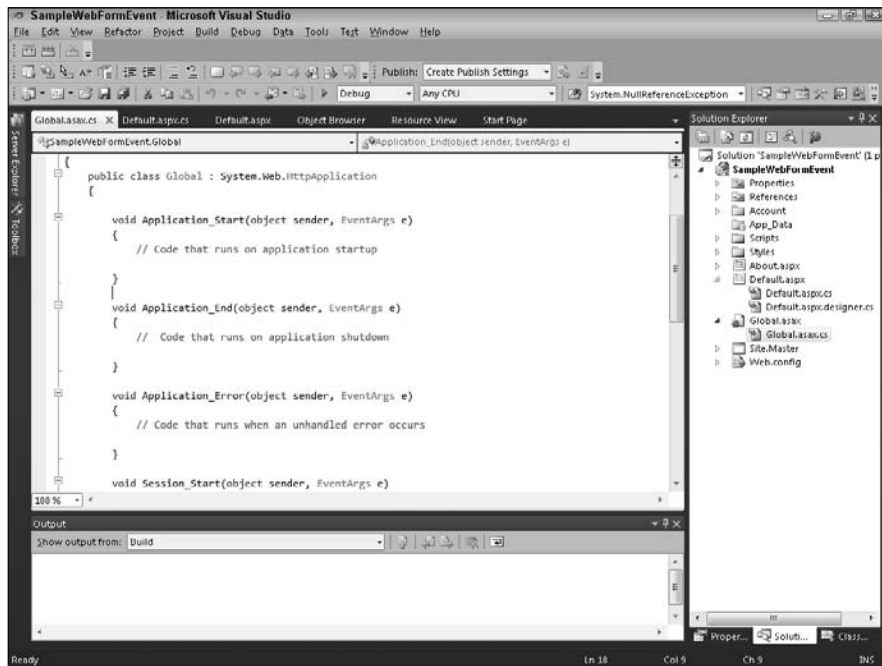 SampleWebFormEvent - Microsoft Visual Studio
File Edit View Refactor Project Build Debug Data Tools Test Window Help
Publish: Create Publish Settings
Debug Any CPU System.NullReferenceException
Global.asax.cs X Default.aspx.cs Default.aspx Object Browser Resource View Start Page
SampleWebFormEvent.Global Application_End(object sender, EventArgs e)
{
public class Global : System.Web.HttpApplication
{
void Application_Start(object sender, EventArgs e)
{
// Code that runs on application startup
}
void Application_End(object sender, EventArgs e)
{
// Code that runs on application shutdown
}
void Application_Error(object sender, EventArgs e)
{
// Code that runs when an unhandled error occurs
}
void Session_Start(object sender, EventArgs e)
100 %
Server Explorer
Toolbox
Output
Show output from: Build
Solution Explorer
Solution 'SampleWebFormEvent' (1 p
SampleWebFormEvent
Properties
References
Account
App_Data
Scripts
Styles
About.aspx
Default.aspx
Default.aspx.cs
Default.aspx.designer.cs
Global.asax
Global.asax.cs
Site.Master
Web.config
Proper... Soluti... Class...
Ready Ln 18 Col 9 Ch 9 INS